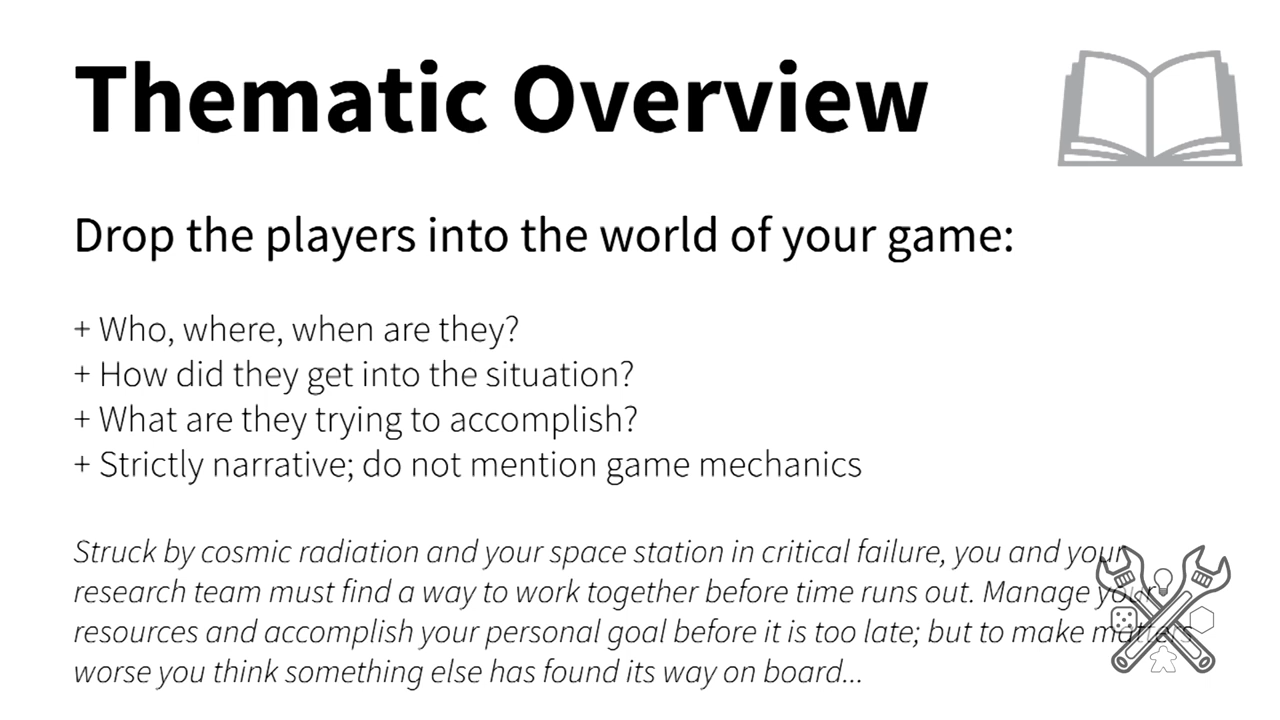 Thematic Overview
Drop the players into the world of your game:
+ Who, where, when are they?
+ How did they get into the situation?
+ What are they trying to accomplish?
+ Strictly narrative; do not mention game mechanics
Struck by cosmic radiation and your space station in critical failure, you and your
research team must find a way to work together before time runs out. Manage your
resources and accomplish your personal goal before it is too late; but to make matters
worse you think something else has found its way on board...